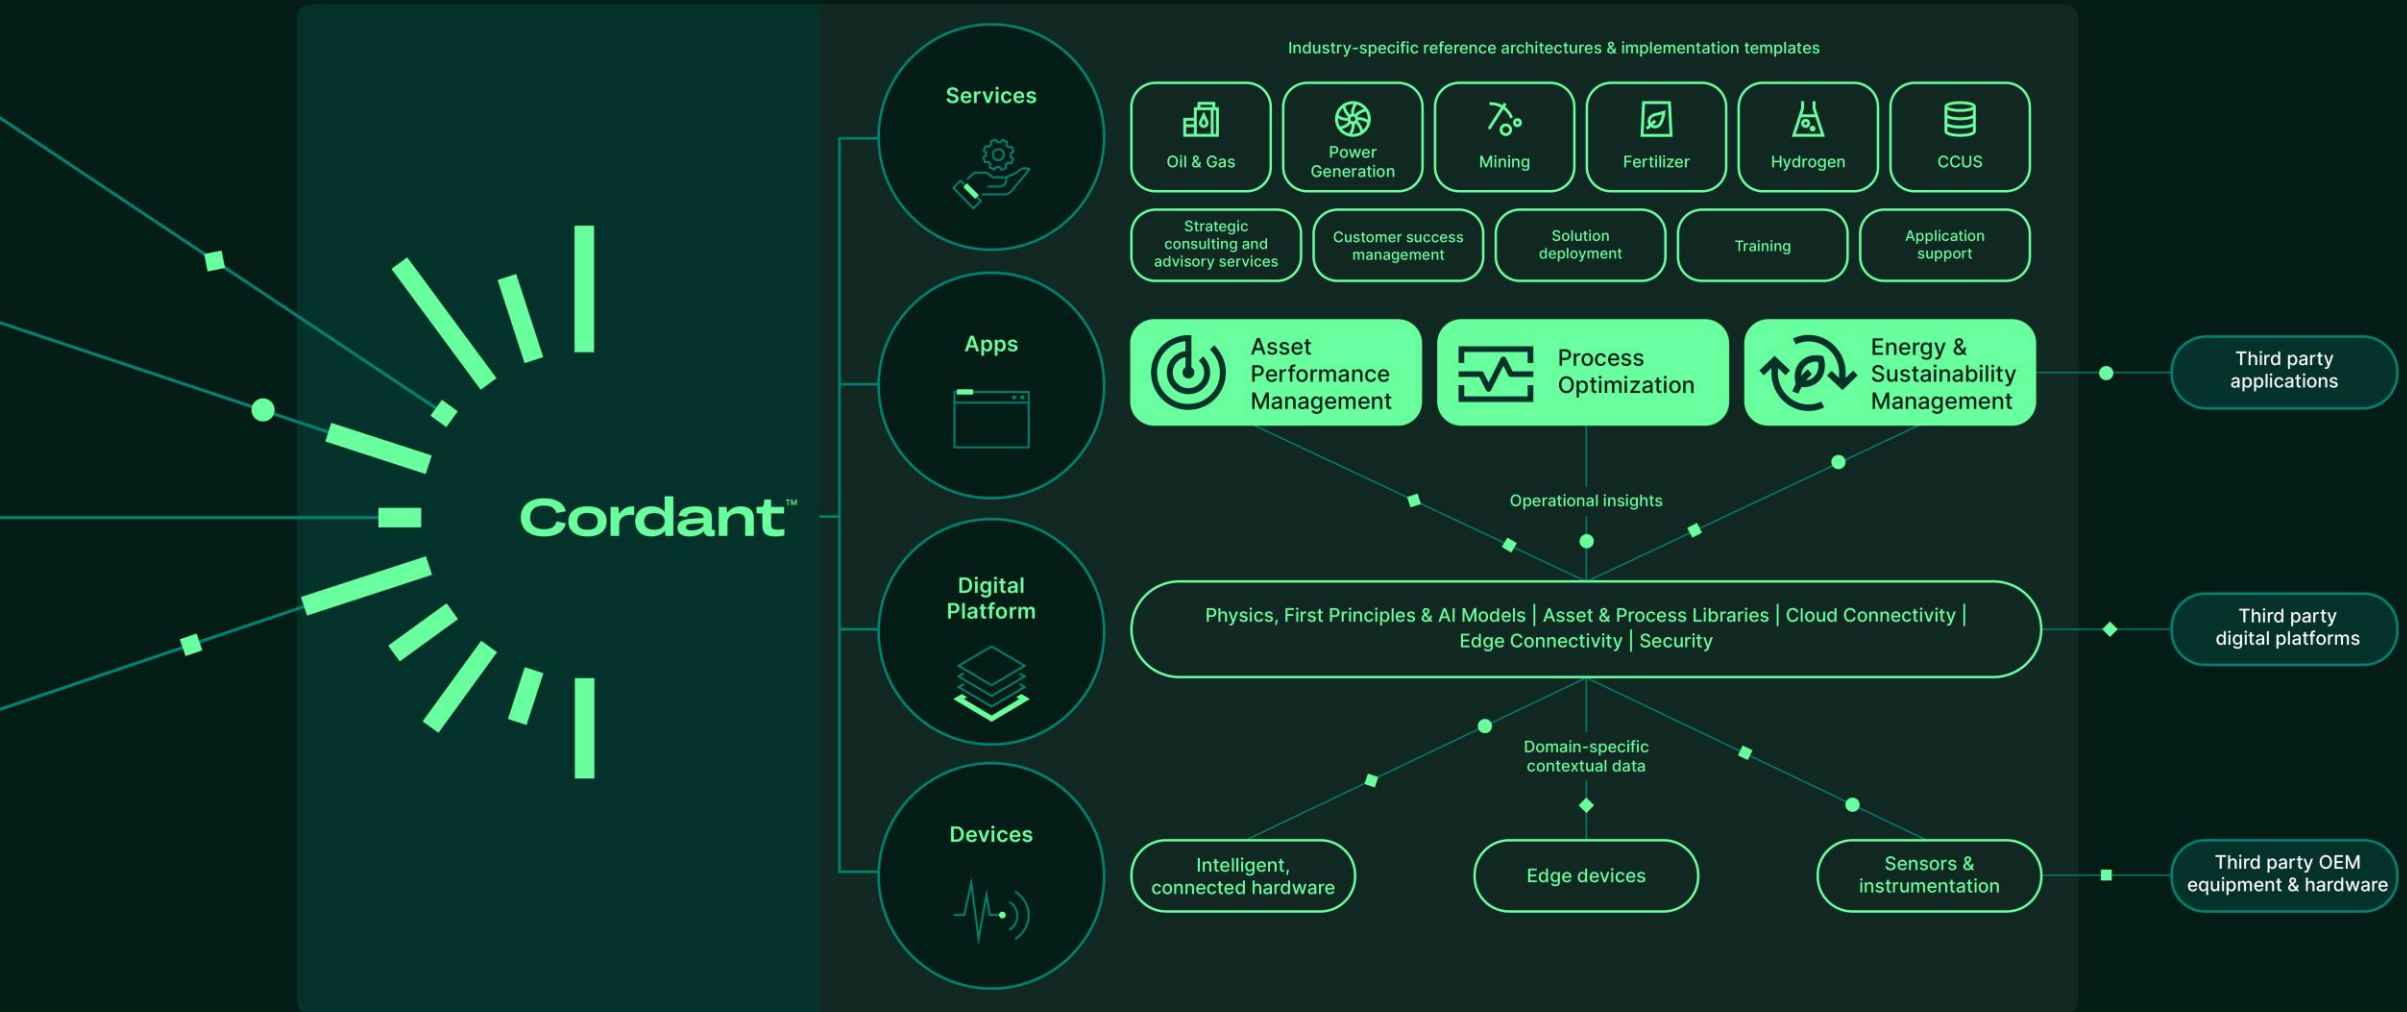 Cordant™
Services
Industry-specific reference architectures & implementation templates
Oil & Gas
Power
Generation
Mining
Fertilizer
Hydrogen
CCUS
Strategic
consulting and
advisory services
Customer success
management
Solution
deployment
Training
Application
support
Apps
Asset
Performance
Management
Process
Optimization
Energy &
Sustainability
Management
Third party
applications
Operational insights
Digital
Platform
Physics, First Principles & AI Models | Asset & Process Libraries | Cloud Connectivity |
Edge Connectivity | Security
Third party
digital platforms
Domain-specific
contextual data
Devices
Intelligent,
connected hardware
Edge devices
Sensors &
instrumentation
Third party OEM
equipment & hardware